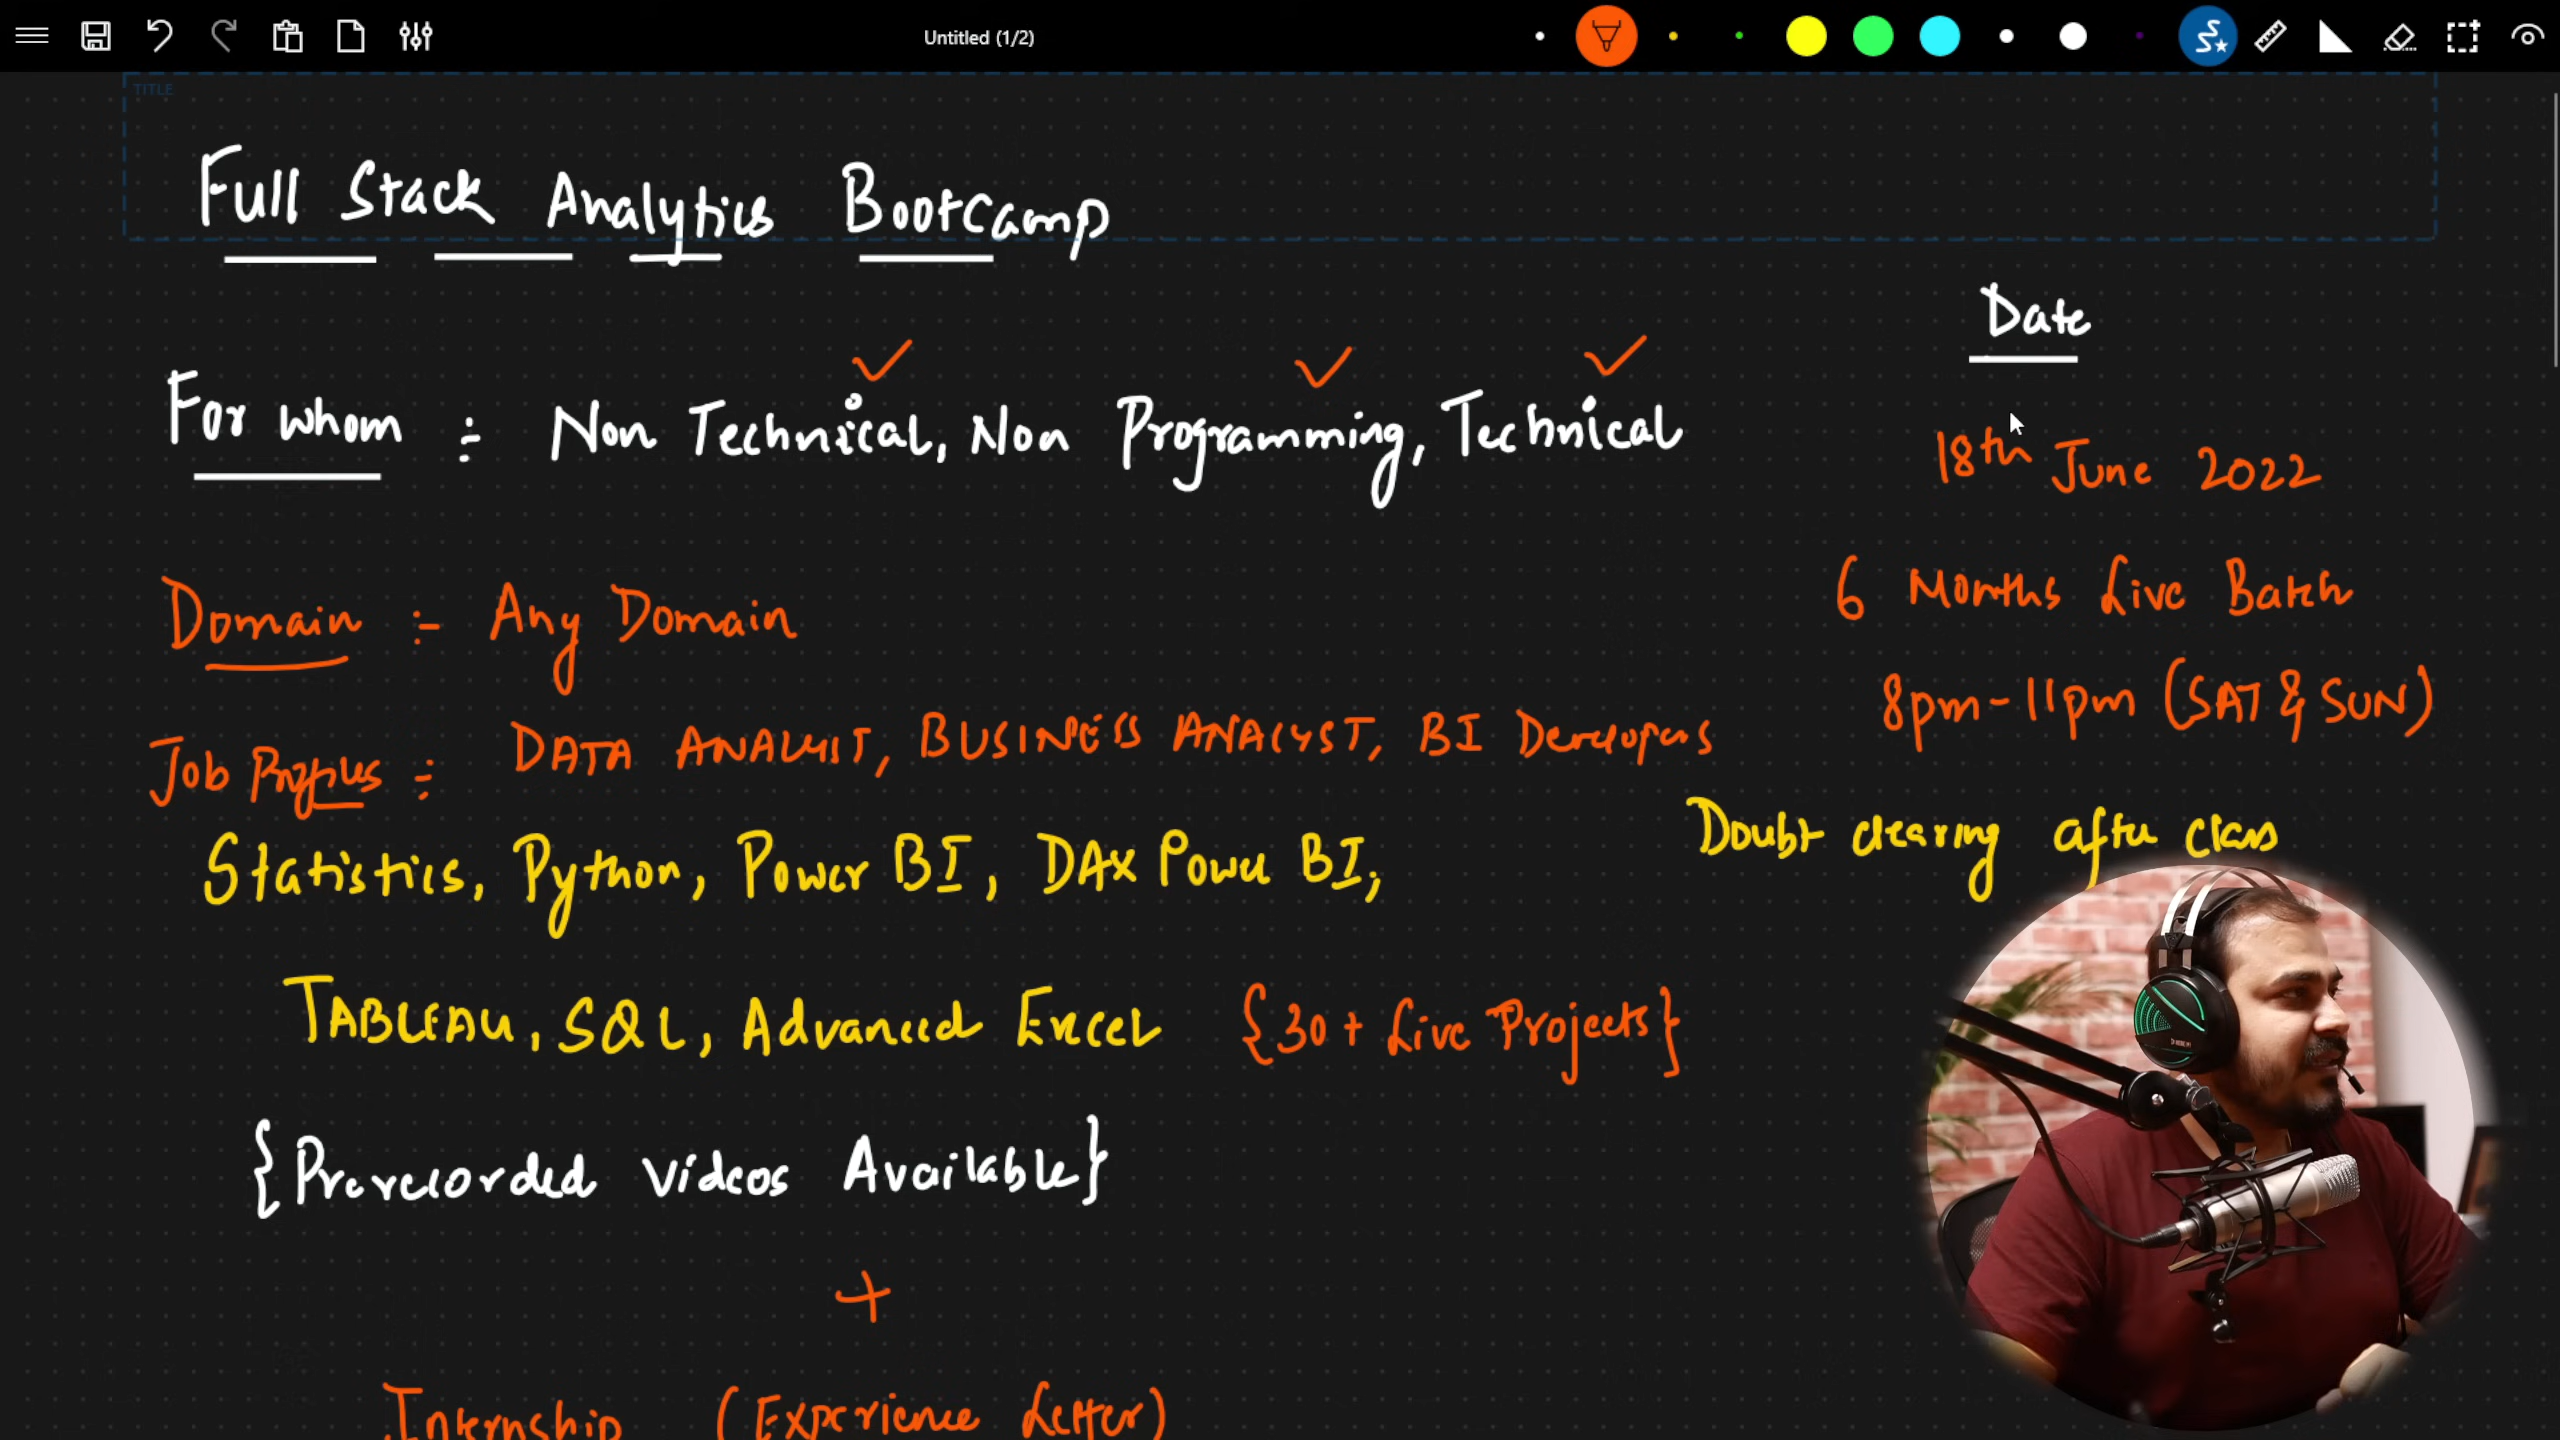 Untitled (1/2)
TITLE
Full Stack Analytics Bootcamp
Date
For whom :- Non Technical, Non Programming, Technical
18th June 2022
6 Months Live Batch
Domain :- Any Domain
8pm-11pm (SAT & SUN)
Job Profiles :- DATA ANALYST, BUSINESS ANALYST, BI Developers
Doubt clearing after class
Statistics, Python, Power BI, DAX Power BI,
TABLEAU, SQL, Advanced Excel {30+ Live Projects}
{Prerecorded videos Available}
+
Internship (Experience Letter)